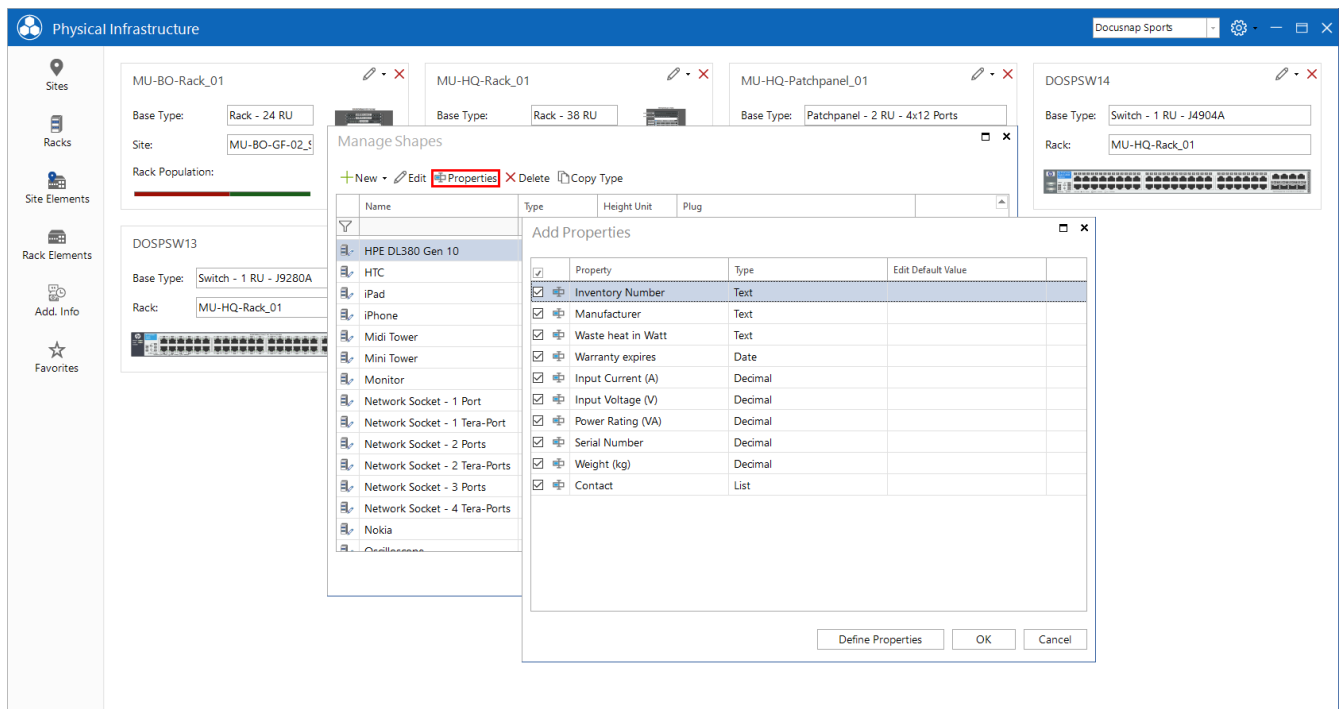 Physical Infrastructure
Docusnap Sports
Sites
Racks
Site Elements
Rack Elements
Add. Info
Favorites
MU-BO-Rack_01
Base Type: Rack - 24 RU
Site: MU-BO-GF-02_S
Rack Population:
MU-HQ-Rack_01
Base Type: Rack - 38 RU
MU-HQ-Patchpanel_01
Base Type: Patchpanel - 2 RU - 4x12 Ports
DOSPSW14
Base Type: Switch - 1 RU - J4904A
Rack: MU-HQ-Rack_01
DOSPSW13
Base Type: Switch - 1 RU - J9280A
Rack: MU-HQ-Rack_01
Manage Shapes
New Edit Properties Delete Copy Type
Name Type Height Unit Plug
HPE DL380 Gen 10
HTC
iPad
iPhone
Midi Tower
Mini Tower
Monitor
Network Socket - 1 Port
Network Socket - 1 Tera-Port
Network Socket - 2 Ports
Network Socket - 2 Tera-Ports
Network Socket - 3 Ports
Network Socket - 4 Tera-Ports
Nokia
Add Properties
Property Type Edit Default Value
Inventory Number Text
Manufacturer Text
Waste heat in Watt Text
Warranty expires Date
Input Current (A) Decimal
Input Voltage (V) Decimal
Power Rating (VA) Decimal
Serial Number Decimal
Weight (kg) Decimal
Contact List
Define Properties OK Cancel